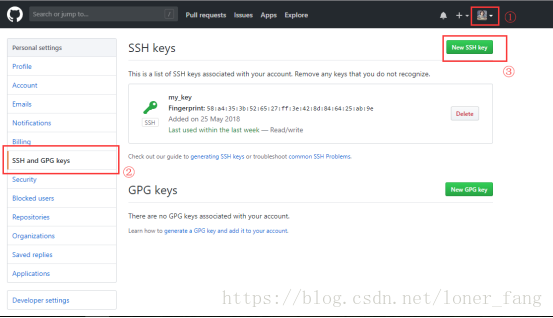 Search or jump to...
/
Pull requests Issues Apps Explore
①
Personal settings
Profile
Account
Emails
Notifications
Billing
SSH and GPG keys
②
Security
Blocked users
Repositories
Organizations
Saved replies
Applications
Developer settings
SSH keys
New SSH key
③
This is a list of SSH keys associated with your account. Remove any keys that you do not recognize.
my_key
Fingerprint: 58:a4:35:3b:52:65:27:ff:3e:42:8d:84:64:25:ab:9e
Added on 25 May 2018
Last used within the last week — Read/write
SSH
Delete
Check out our guide to generating SSH keys or troubleshoot common SSH Problems.
GPG keys
New GPG key
There are no GPG keys associated with your account.
Learn how to generate a GPG key and add it to your account.
https://blog.csdn.net/loner_fang